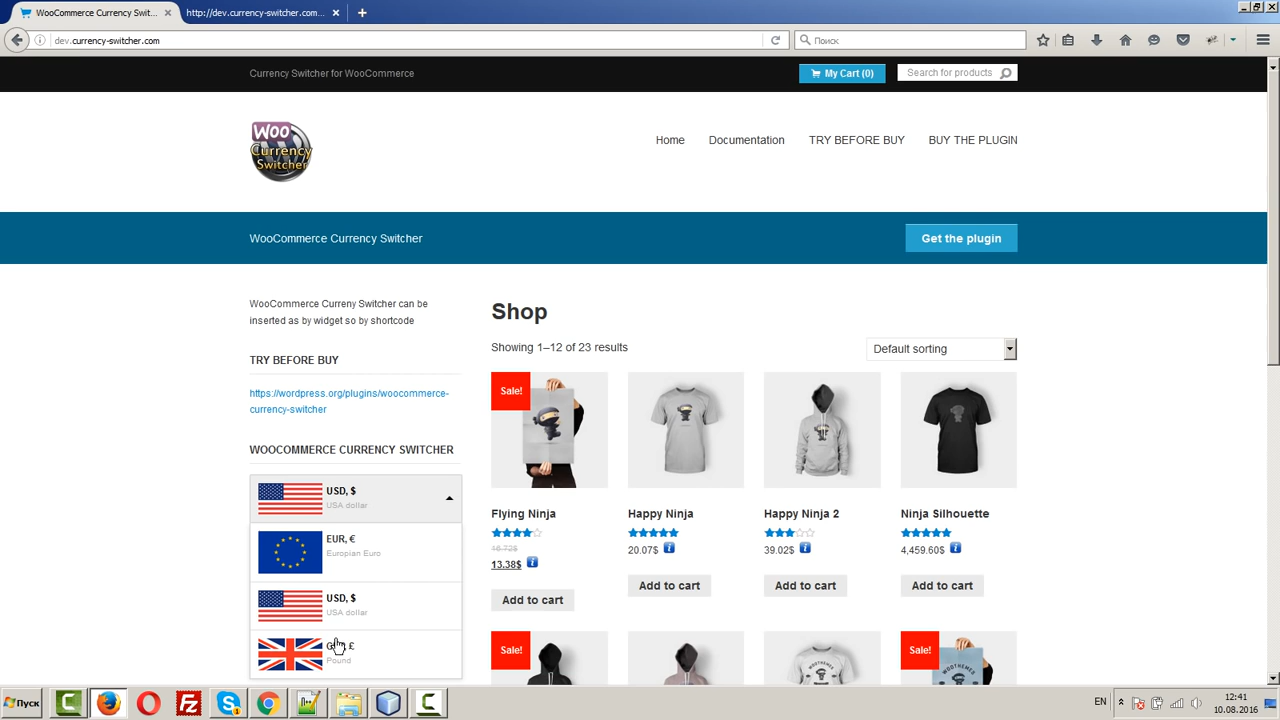 WooCommerce Currency Swit...
http://dev.currency-switcher.com...
dev.currency-switcher.com
Поиск
Currency Switcher for WooCommerce
My Cart (0)
Search for products
Woo
Currency
Switcher
Home
Documentation
TRY BEFORE BUY
BUY THE PLUGIN
WooCommerce Currency Switcher
Get the plugin
WooCommerce Curreny Switcher can be
inserted as by widget so by shortcode
TRY BEFORE BUY
https://wordpress.org/plugins/woocommerce-
currency-switcher
WOOCOMMERCE CURRENCY SWITCHER
USD, $
USA dollar
EUR, €
Europian Euro
USD, $
USA dollar
£
Pound
Shop
Showing 1–12 of 23 results
Default sorting
Sale!
Flying Ninja
16.72$
13.38$
Add to cart
Happy Ninja
20.07$
Add to cart
Happy Ninja 2
39.02$
Add to cart
Ninja Silhouette
4,459.60$
Add to cart
Sale!
Sale!
WOOTHEMES
Пуск
EN
12:41
10.08.2016